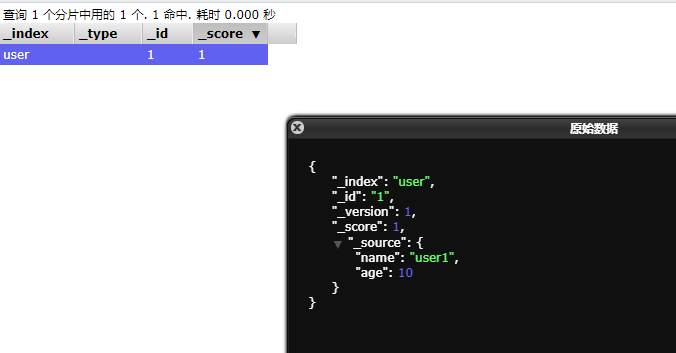 查询 1 个分片中用的 1 个. 1 命中. 耗时 0.000 秒
_index _type _id _score ▼
user 1 1
原始数据
{
"_index": "user",
"_id": "1",
"_version": 1,
"_score": 1,
▼ "_source": {
"name": "user1",
"age": 10
}
}